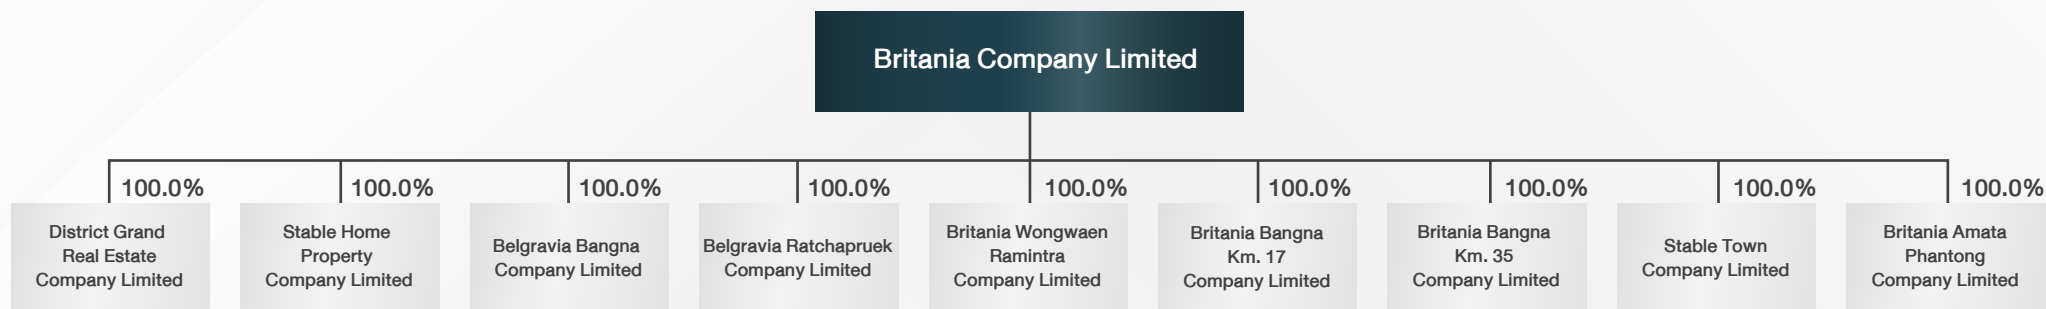 Britania Company Limited
100.0%
100.0%
100.0%
100.0%
100.0%
100.0%
100.0%
100.0%
100.0%
District Grand
Real Estate
Company Limited
Stable Home
Property
Company Limited
Belgravia Bangna
Company Limited
Belgravia Ratchapruek
Company Limited
Britania Wongwaen
Ramintra
Company Limited
Britania Bangna
Km. 17
Company Limited
Britania Bangna
Km. 35
Company Limited
Stable Town
Company Limited
Britania Amata
Phantong
Company Limited